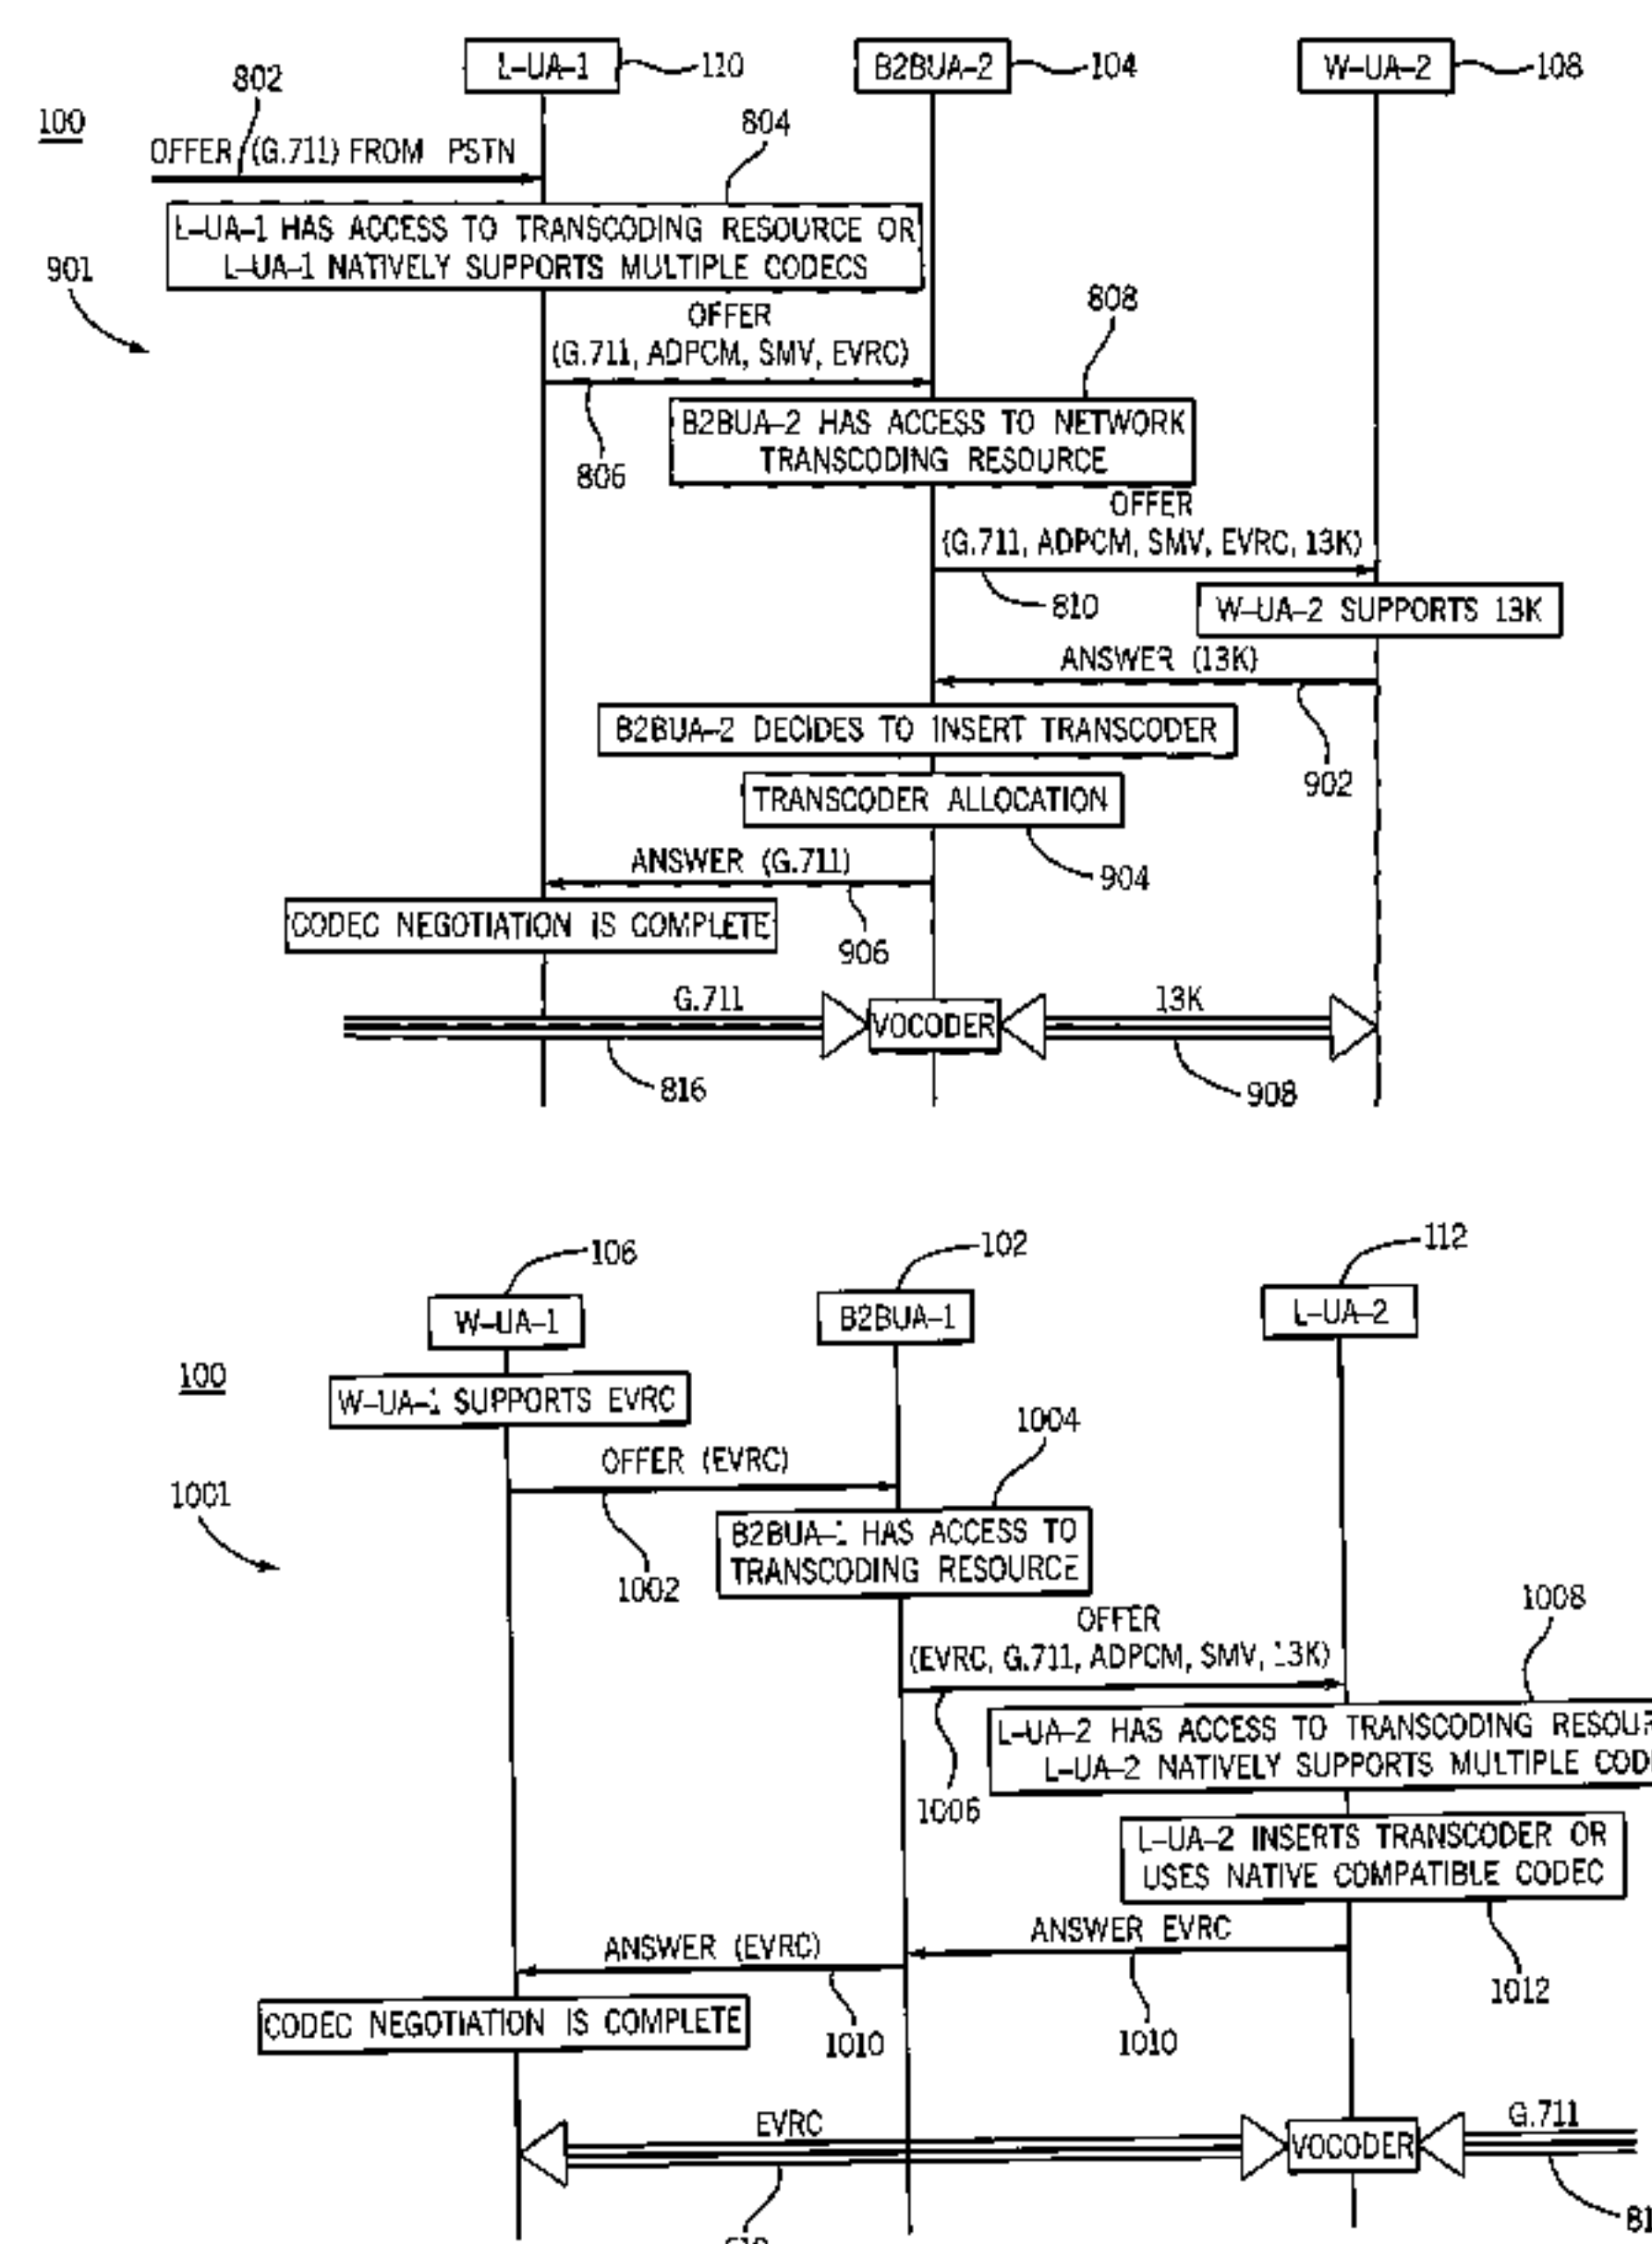 L-UA-1
110
B2BUA-2
104
W-UA-2
108
802
100
OFFER (G.711) FROM PSTN
804
L-UA-1 HAS ACCESS TO TRANSCODING RESOURCE OR
L-UA-1 NATIVELY SUPPORTS MULTIPLE CODECS
901
OFFER
(G.711, ADPCM, SMV, EVRC)
808
806
B2BUA-2 HAS ACCESS TO NETWORK
TRANSCODING RESOURCE
OFFER
(G.711, ADPCM, SMV, EVRC, 13K)
810
W-UA-2 SUPPORTS 13K
ANSWER (13K)
902
B2BUA-2 DECIDES TO INSERT TRANSCODER
TRANSCODER ALLOCATION
904
ANSWER (G.711)
906
CODEC NEGOTIATION IS COMPLETE
G.711
VOCODER
13K
816
908
106
102
112
W-UA-1
B2BUA-1
L-UA-2
100
W-UA-1 SUPPORTS EVRC
1001
OFFER (EVRC)
1004
1002
B2BUA-1 HAS ACCESS TO
TRANSCODING RESOURCE
OFFER
(EVRC, G.711, ADPCM, SMV, 13K)
1008
1006
L-UA-2 HAS ACCESS TO TRANSCODING
L-UA-2 NATIVELY SUPPORTS MULTIPLE
L-UA-2 INSERTS TRANSCODER OR
USES NATIVE COMPATIBLE CODEC
1012
ANSWER EVRC
1010
ANSWER (EVRC)
1010
CODEC NEGOTIATION IS COMPLETE
EVRC
VOCODER
G.711